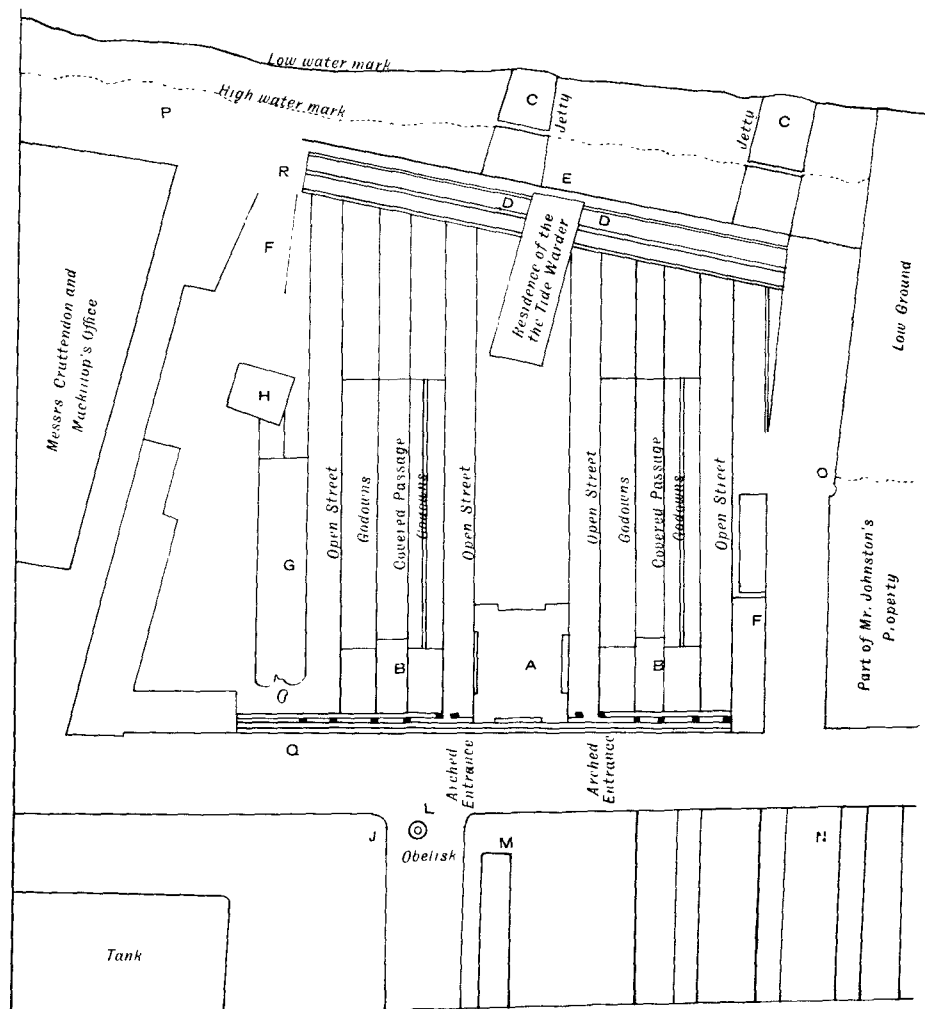 Low water mark
High water mark
P
C
Jetty
Jetty
C
R
E
D
D
F
Residence of the
the Tide Warder
Messrs Cruttendon and
Mackillop's Office
Low Ground
H
O
Open Street
Godowns
Covered Passage
Godowns
Open Street
Open Street
Godowns
Covered Passage
Godowns
Open Street
G
F
Part of Mr. Johnston's
Property
B
A
B
Q
Arched
Entrance
Arched
Entrance
L
J
Obelisk
M
N
Tank